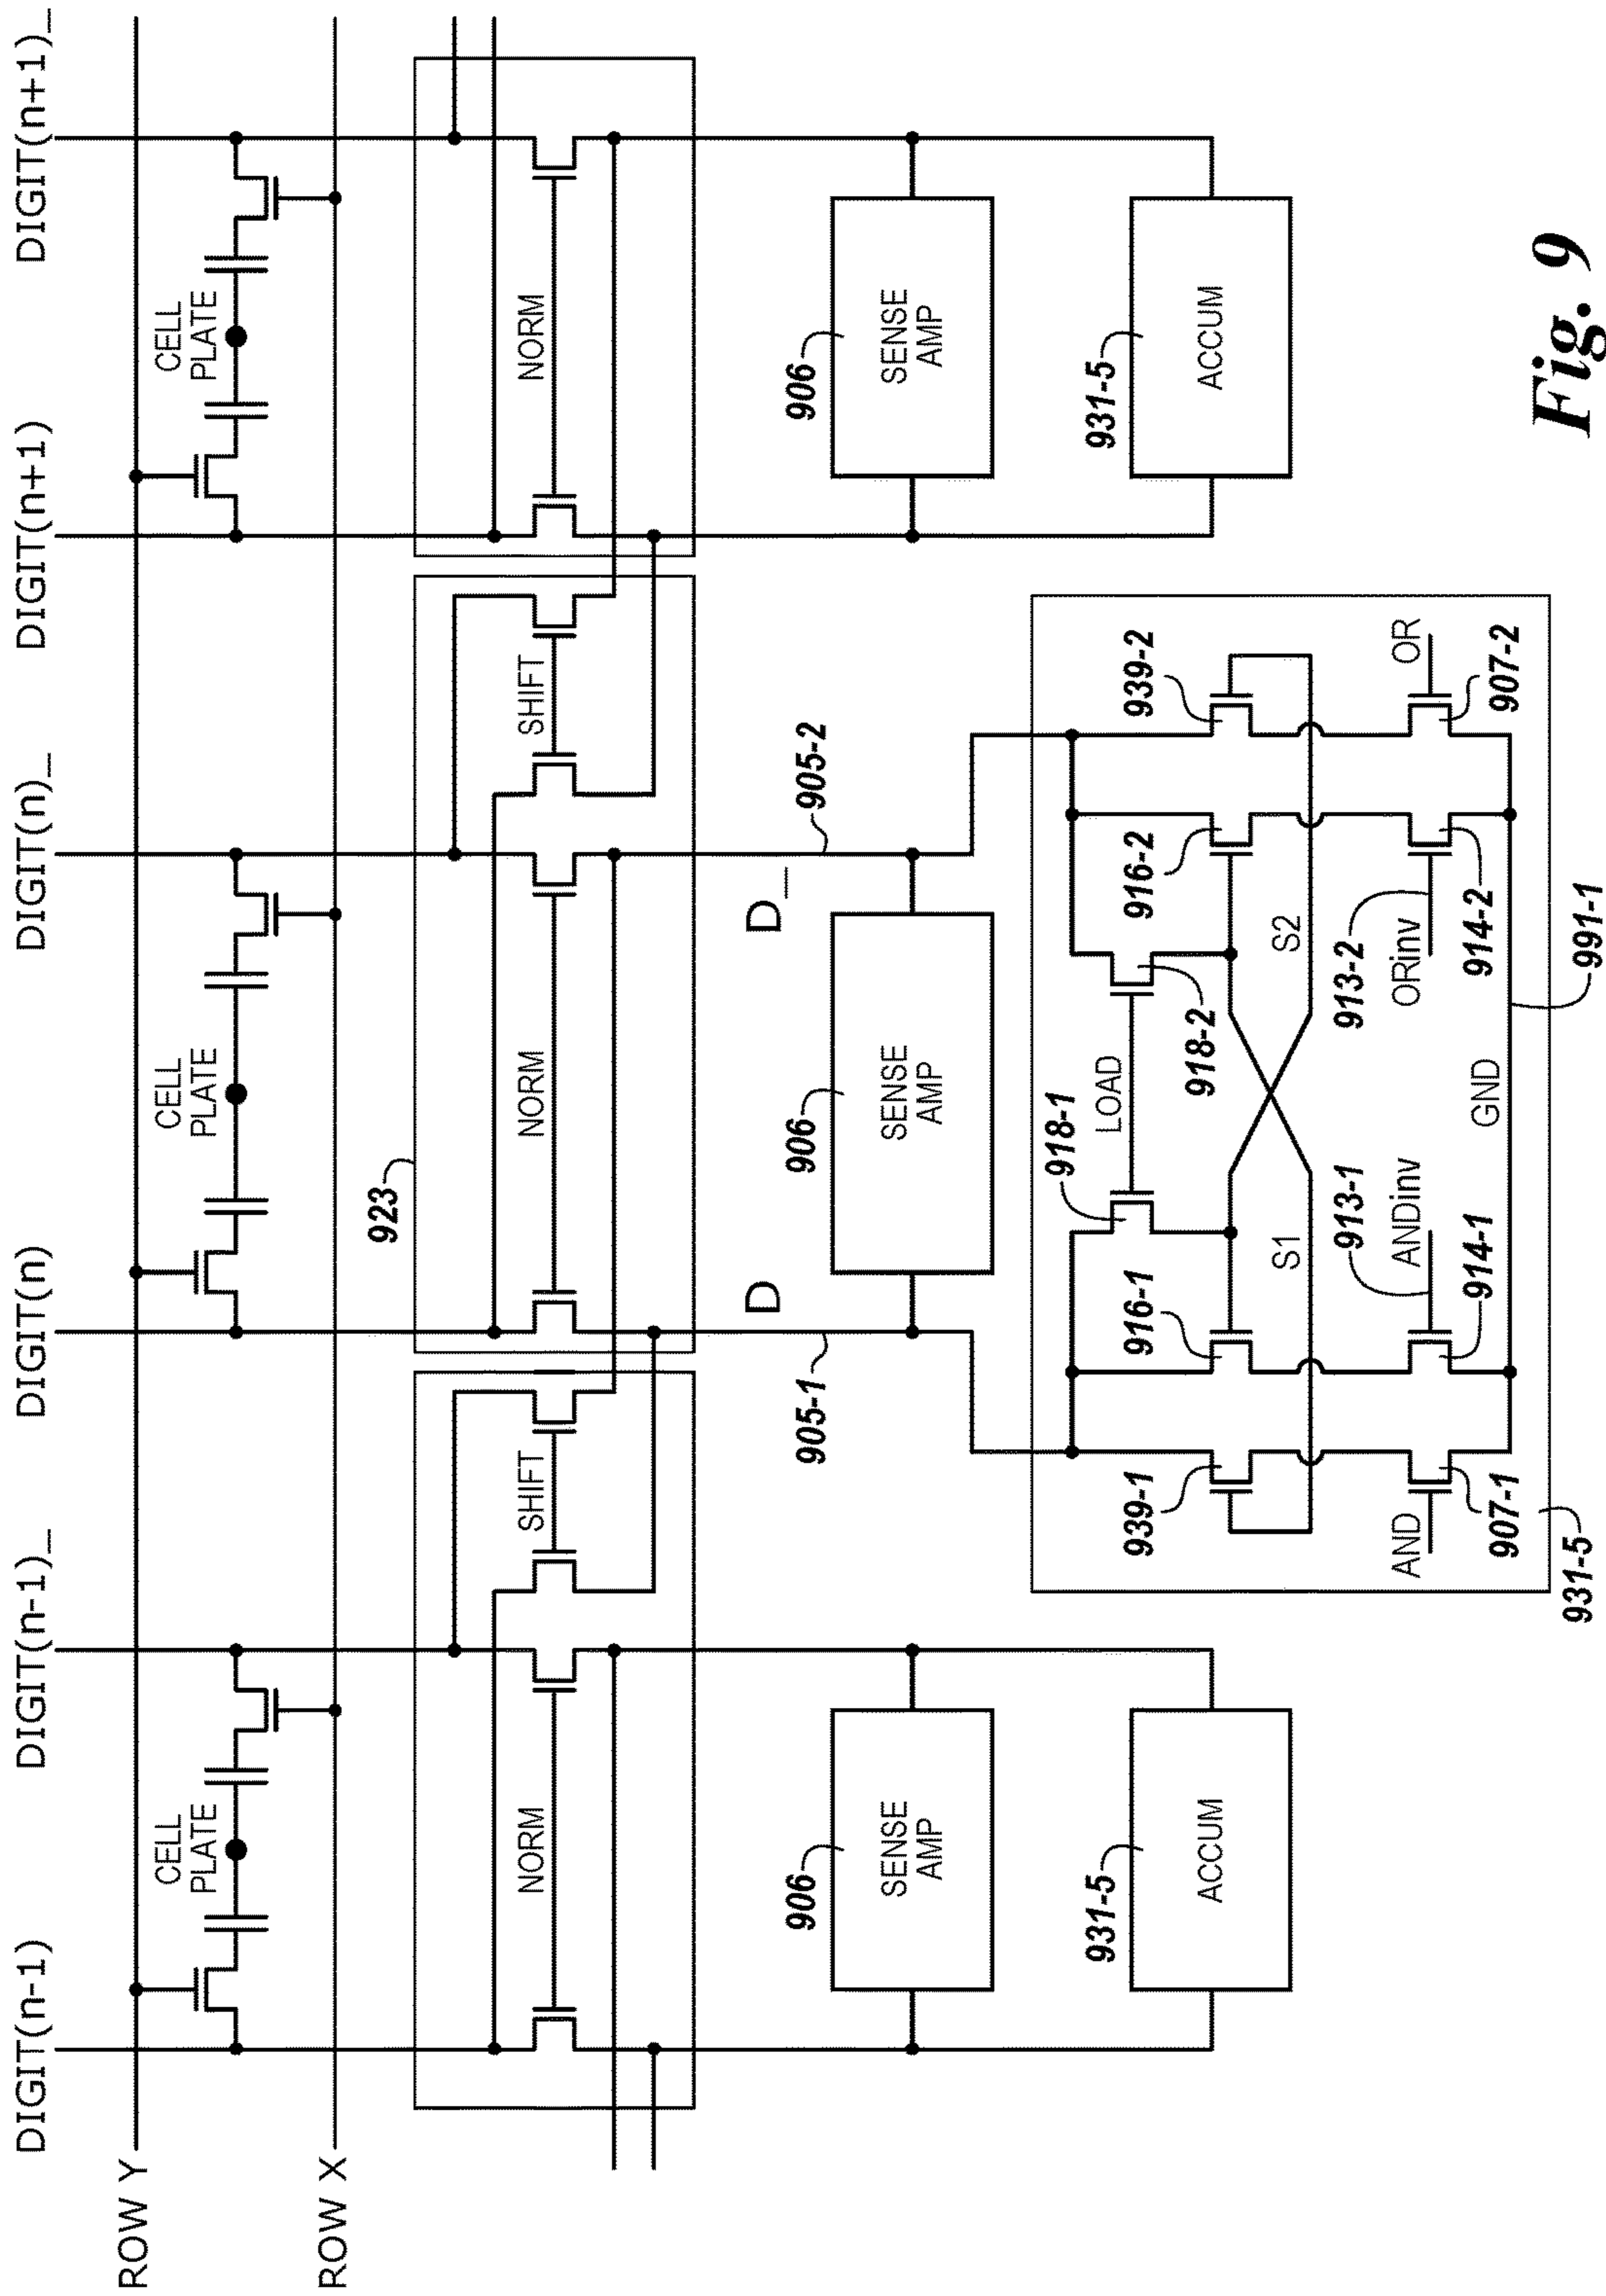 DIGIT(n-1)
DIGIT(n-1)_
DIGIT(n)
DIGIT(n)_
DIGIT(n+1)
DIGIT(n+1)_
ROW Y
CELL
PLATE
CELL
PLATE
CELL
PLATE
ROW X
923
NORM
SHIFT
NORM
SHIFT
NORM
D
D_
905-1
905-2
906
SENSE
AMP
906
SENSE
AMP
906
SENSE
AMP
931-5
ACCUM
931-5
ACCUM
918-1
LOAD
918-2
939-1
916-1
916-2
939-2
S1
S2
AND
913-1
ANDinv
913-2
ORinv
OR
907-1
914-1
GND
914-2
907-2
931-5
991-1
Fig. 9